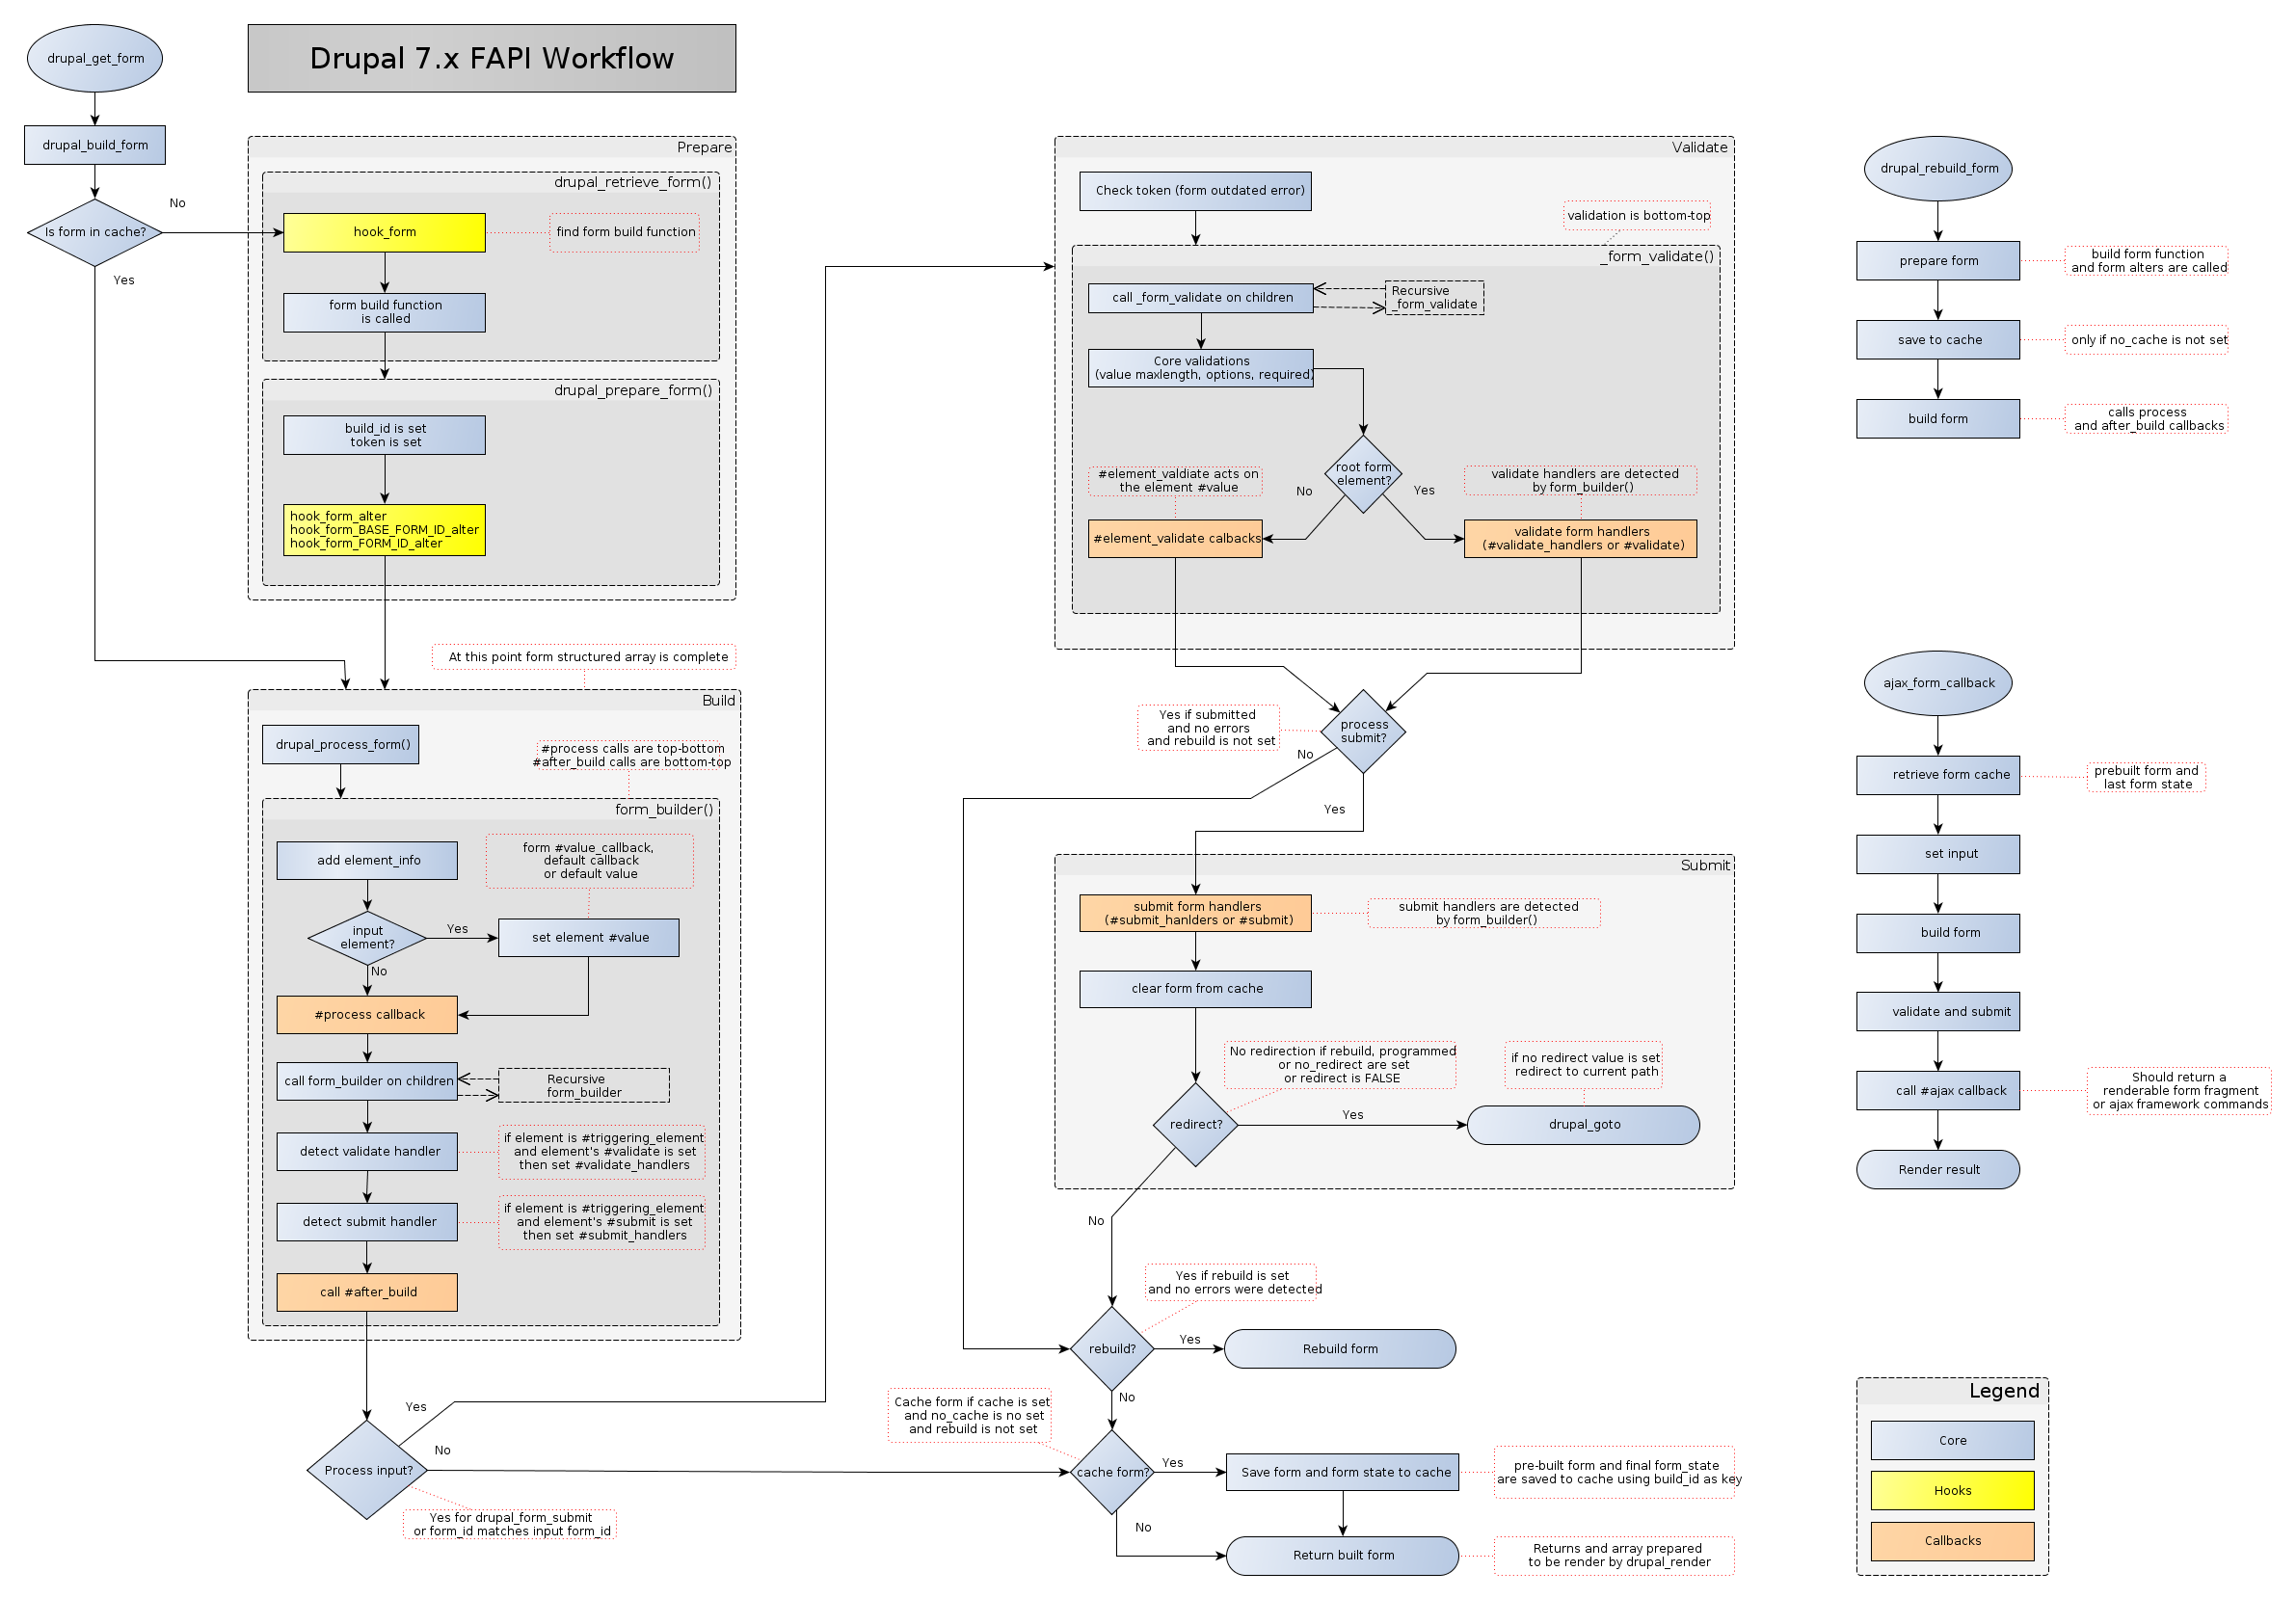 drupal_get_form
Drupal 7.x FAPI Workflow
drupal_build_form
Is form in cache?
No
Yes
Prepare
drupal_retrieve_form()
hook_form
find form build function
form build function
is called
drupal_prepare_form()
build_id is set
token is set
hook_form_alter
hook_form_BASE_FORM_ID_alter
hook_form_FORM_ID_alter
At this point form structured array is complete
Build
drupal_process_form()
#process calls are top-bottom
#after_build calls are bottom-top
form_builder()
add element_info
form #value_callback,
default callback
or default value
input
element?
Yes
No
set element #value
#process callback
call form_builder on children
Recursive
form_builder
detect validate handler
if element is #triggering_element
and element's #validate is set
then set #validate_handlers
detect submit handler
if element is #triggering_element
and element's #submit is set
then set #submit_handlers
call #after_build
Process input?
Yes
No
Yes for drupal_form_submit
or form_id matches input form_id
Validate
Check token (form outdated error)
validation is bottom-top
_form_validate()
call _form_validate on children
Recursive
_form_validate
Core validations
(value maxlength, options, required)
root form
element?
No
Yes
#element_valdiate acts on
the element #value
validate handlers are detected
by form_builder()
#element_validate calbacks
validate form handlers
(#validate_handlers or #validate)
process
submit?
Yes if submitted
and no errors
and rebuild is not set
No
Yes
Submit
submit form handlers
(#submit_hanlders or #submit)
submit handlers are detected
by form_builder()
clear form from cache
No redirection if rebuild, programmed
or no_redirect are set
or redirect is FALSE
if no redirect value is set
redirect to current path
redirect?
Yes
drupal_goto
No
Yes if rebuild is set
and no errors were detected
rebuild?
Yes
Rebuild form
No
Cache form if cache is set
and no_cache is no set
and rebuild is not set
cache form?
Yes
Save form and form state to cache
pre-built form and final form_state
are saved to cache using build_id as key
No
Return built form
Returns and array prepared
to be render by drupal_render
drupal_rebuild_form
prepare form
build form function
and form alters are called
save to cache
only if no_cache is not set
build form
calls process
and after_build callbacks
ajax_form_callback
retrieve form cache
prebuilt form and
last form state
set input
build form
validate and submit
call #ajax callback
Should return a
renderable form fragment
or ajax framework commands
Render result
Legend
Core
Hooks
Callbacks